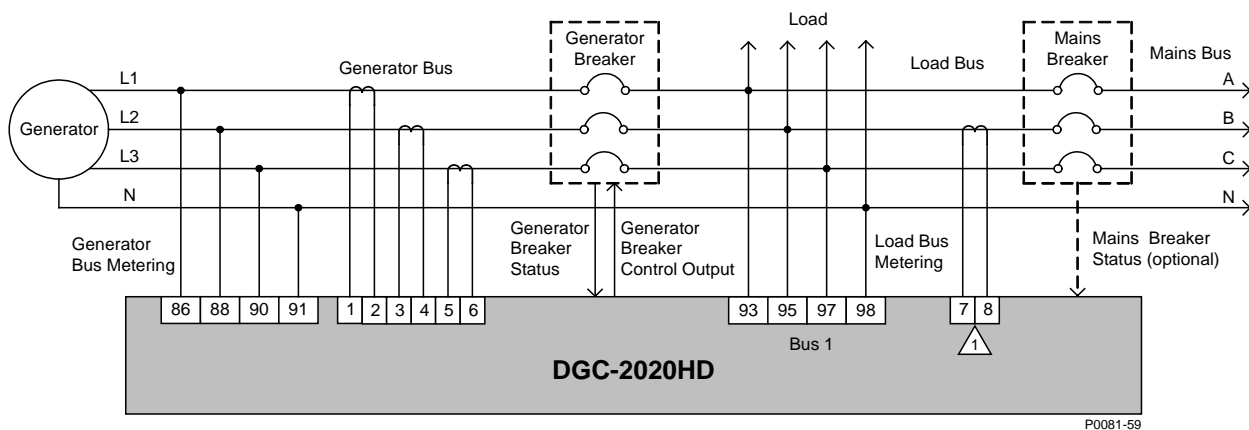 Load
Generator
Breaker
Mains
Breaker
Mains Bus
Generator Bus
Load Bus
L1
A
Generator
L2
B
L3
C
N
N
Generator
Bus Metering
Generator
Breaker
Status
Generator
Breaker
Control Output
Load Bus
Metering
Mains Breaker
Status (optional)
86 88 90 91 1 2 3 4 5 6 93 95 97 98 7 8
Bus 1
1
DGC-2020HD
P0081-59